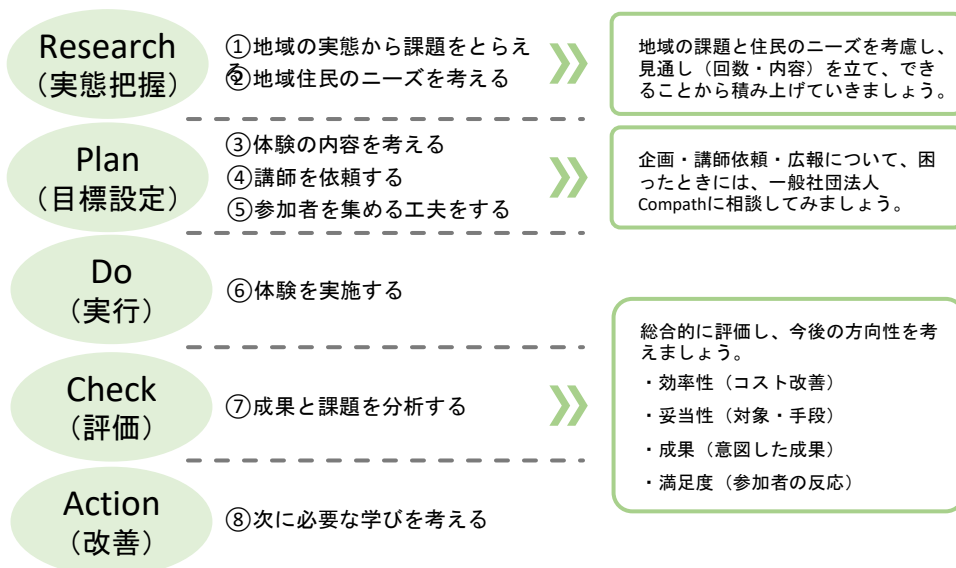 Research
（実態把握）
①地域の実態から課題をとらえ
る
②地域住民のニーズを考える
地域の課題と住民のニーズを考慮し、
見通し（回数・内容）を立て、でき
ることから積み上げていきましょう。
Plan
（目標設定）
③体験の内容を考える
④講師を依頼する
⑤参加者を集める工夫をする
企画・講師依頼・広報について、困
ったときには、一般社団法人
Compathに相談してみましょう。
Do
（実行）
⑥体験を実施する
Check
（評価）
⑦成果と課題を分析する
総合的に評価し、今後の方向性を考
えましょう。
・効率性（コスト改善）
・妥当性（対象・手段）
・成果（意図した成果）
・満足度（参加者の反応）
Action
（改善）
⑧次に必要な学びを考える